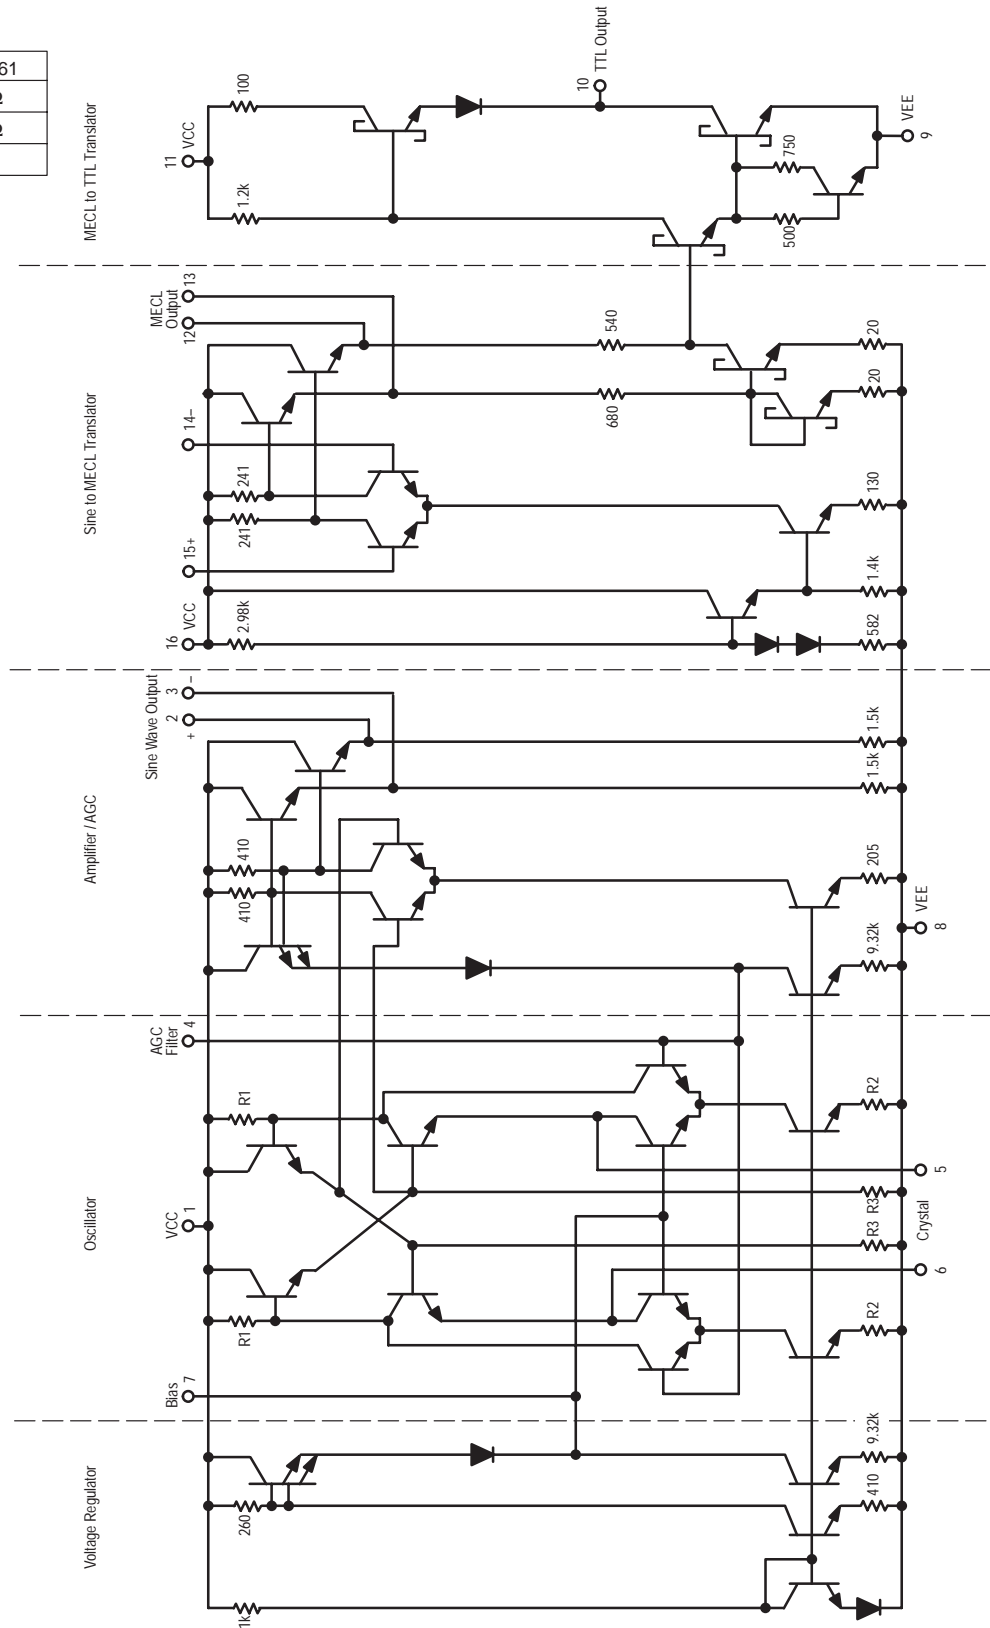 61
Voltage Regulator
Oscillator
Amplifier / AGC
Sine to MECL Translator
MECL to TTL Translator
Bias
7
VCC
1
AGC
Filter
4
Sine Wave Output
+
2
3
–
16
VCC
15+
14–
MECL
Output
12
13
11
VCC
1k
260
R1
R1
410
410
2.98k
241
241
1.2k
100
680
540
10
TTL Output
500
750
9
VEE
410
9.32k
R2
R3
R3
R2
9.32k
205
1.5k
1.5k
582
1.4k
130
20
20
6
Crystal
5
8
VEE